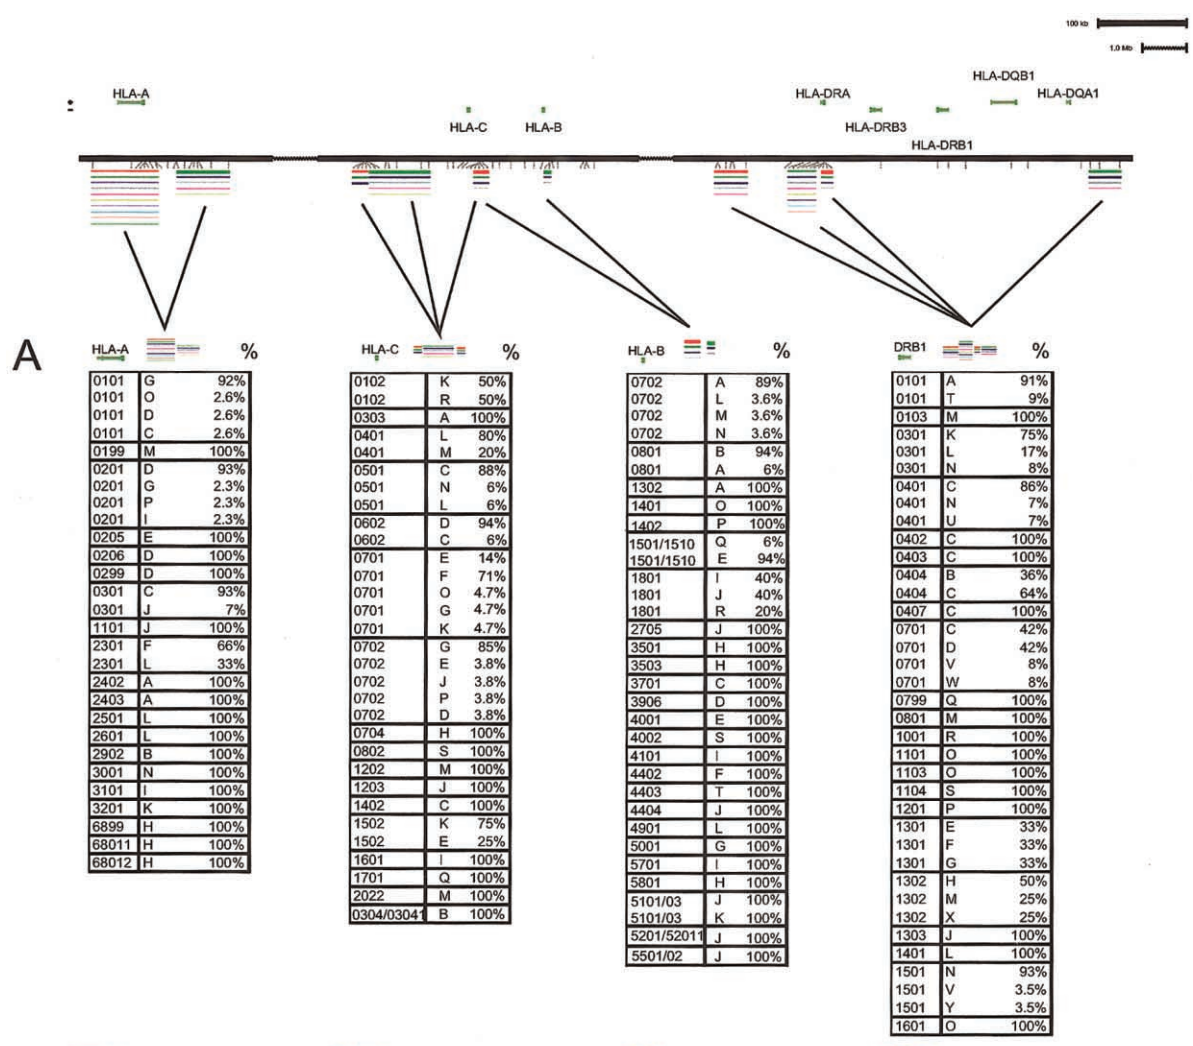 100 kb
1.0 Mb
HLA-DQB1
HLA-A HLA-DRA HLA-DQA1
HLA-C HLA-B HLA-DRB3
HLA-DRB1
A
HLA-A %
0101 G 92%
0101 O 2.6%
0101 D 2.6%
0101 C 2.6%
0199 M 100%
0201 D 93%
0201 G 2.3%
0201 P 2.3%
0201 I 2.3%
0205 E 100%
0206 D 100%
0299 D 100%
0301 C 93%
0301 J 7%
1101 J 100%
2301 F 66%
2301 L 33%
2402 A 100%
2403 A 100%
2501 L 100%
2601 L 100%
2902 B 100%
3001 N 100%
3101 I 100%
3201 K 100%
6899 H 100%
68011 H 100%
68012 H 100%
HLA-C %
0102 K 50%
0102 R 50%
0303 A 100%
0401 L 80%
0401 M 20%
0501 C 88%
0501 N 6%
0501 L 6%
0602 D 94%
0602 C 6%
0701 E 14%
0701 F 71%
0701 O 4.7%
0701 G 4.7%
0701 K 4.7%
0702 G 85%
0702 E 3.8%
0702 J 3.8%
0702 P 3.8%
0702 D 3.8%
0704 H 100%
0802 S 100%
1202 M 100%
1203 J 100%
1402 C 100%
1502 K 75%
1502 E 25%
1601 I 100%
1701 Q 100%
2022 M 100%
0304/03041 B 100%
HLA-B %
0702 A 89%
0702 L 3.6%
0702 M 3.6%
0702 N 3.6%
0801 B 94%
0801 A 6%
1302 A 100%
1401 O 100%
1402 P 100%
1501/1510 Q 6%
1501/1510 E 94%
1801 I 40%
1801 J 40%
1801 R 20%
2705 J 100%
3501 H 100%
3503 H 100%
3701 C 100%
3906 D 100%
4001 E 100%
4002 S 100%
4101 I 100%
4402 F 100%
4403 T 100%
4404 J 100%
4901 L 100%
5001 G 100%
5701 I 100%
5801 H 100%
5101/03 J 100%
5101/03 K 100%
5201/52011 J 100%
5501/02 J 100%
DRB1 %
0101 A 91%
0101 T 9%
0103 M 100%
0301 K 75%
0301 L 17%
0301 N 8%
0401 C 86%
0401 N 7%
0401 U 7%
0402 C 100%
0403 C 100%
0404 B 36%
0404 C 64%
0407 C 100%
0701 C 42%
0701 D 42%
0701 V 8%
0701 W 8%
0799 Q 100%
0801 M 100%
1001 R 100%
1101 O 100%
1103 O 100%
1104 S 100%
1201 P 100%
1301 E 33%
1301 F 33%
1301 G 33%
1302 H 50%
1302 M 25%
1302 X 25%
1303 J 100%
1401 L 100%
1501 N 93%
1501 V 3.5%
1501 Y 3.5%
1601 O 100%